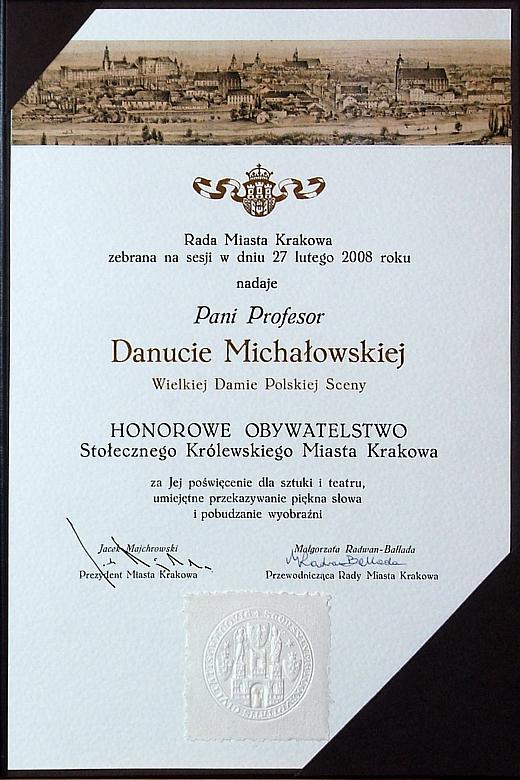 Rada Miasta Krakowa
zebrana na sesji w dniu 27 lutego 2008 roku
nadaje
Pani Profesor
Danucie Michałowskiej
Wielkiej Damie Polskiej Sceny
HONOROWE OBYWATELSTWO
Stołecznego Królewskiego Miasta Krakowa
za Jej poświęcenie dla sztuki i teatru,
umiejętne przekazywanie piękna słowa
i pobudzanie wyobraźni
Jacek Majchrowski
Prezydent Miasta Krakowa
Małgorzata Radwan-Ballada
MRadwanBallada
Przewodnicząca Rady Miasta Krakowa